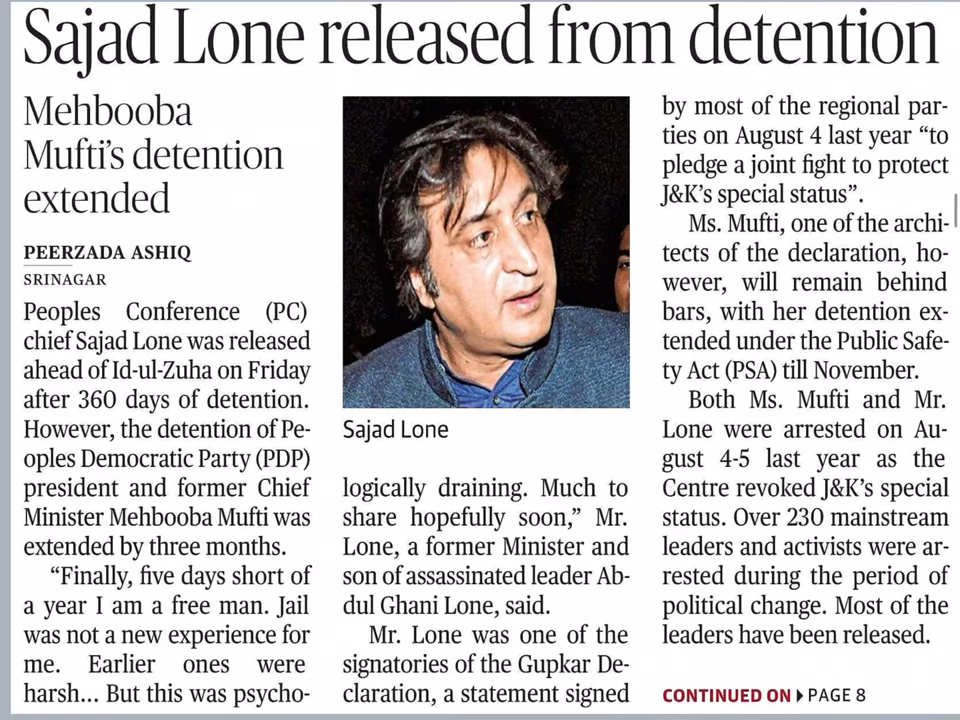 Sajad Lone released from detention
Mehbooba
Mufti’s detention
extended
PEERZADA ASHIQ
SRINAGAR
Peoples Conference (PC)
chief Sajad Lone was released
ahead of Id-ul-Zuha on Friday
after 360 days of detention.
However, the detention of Pe-
oples Democratic Party (PDP)
president and former Chief
Minister Mehbooba Mufti was
extended by three months.
“Finally, five days short of
a year I am a free man. Jail
was not a new experience for
me. Earlier ones were
harsh... But this was psycho-
Sajad Lone
logically draining. Much to
share hopefully soon,” Mr.
Lone, a former Minister and
son of assassinated leader Ab-
dul Ghani Lone, said.
Mr. Lone was one of the
signatories of the Gupkar De-
claration, a statement signed
by most of the regional par-
ties on August 4 last year “to
pledge a joint fight to protect
J&K’s special status”.
Ms. Mufti, one of the archi-
tects of the declaration, ho-
wever, will remain behind
bars, with her detention ex-
tended under the Public Safe-
ty Act (PSA) till November.
Both Ms. Mufti and Mr.
Lone were arrested on Au-
gust 4-5 last year as the
Centre revoked J&K’s special
status. Over 230 mainstream
leaders and activists were ar-
rested during the period of
political change. Most of the
leaders have been released.
CONTINUED ON PAGE 8